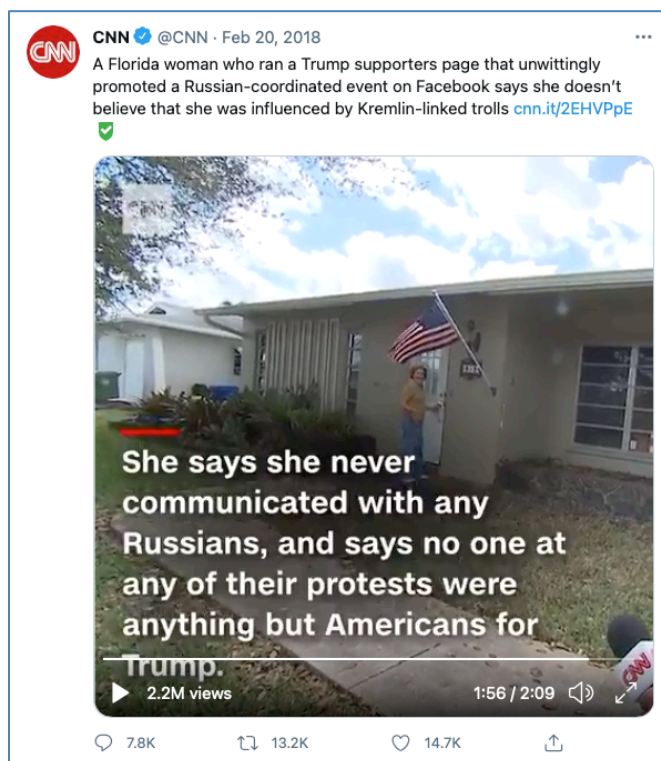 CNN
CNN @CNN · Feb 20, 2018
A Florida woman who ran a Trump supporters page that unwittingly
promoted a Russian-coordinated event on Facebook says she doesn’t
believe that she was influenced by Kremlin-linked trolls cnn.it/2EHVPpE
CNN
She says she never
communicated with any
Russians, and says no one at
any of their protests were
anything but Americans for
Trump.
CNN
2.2M views
1:56 / 2:09
7.8K
13.2K
14.7K